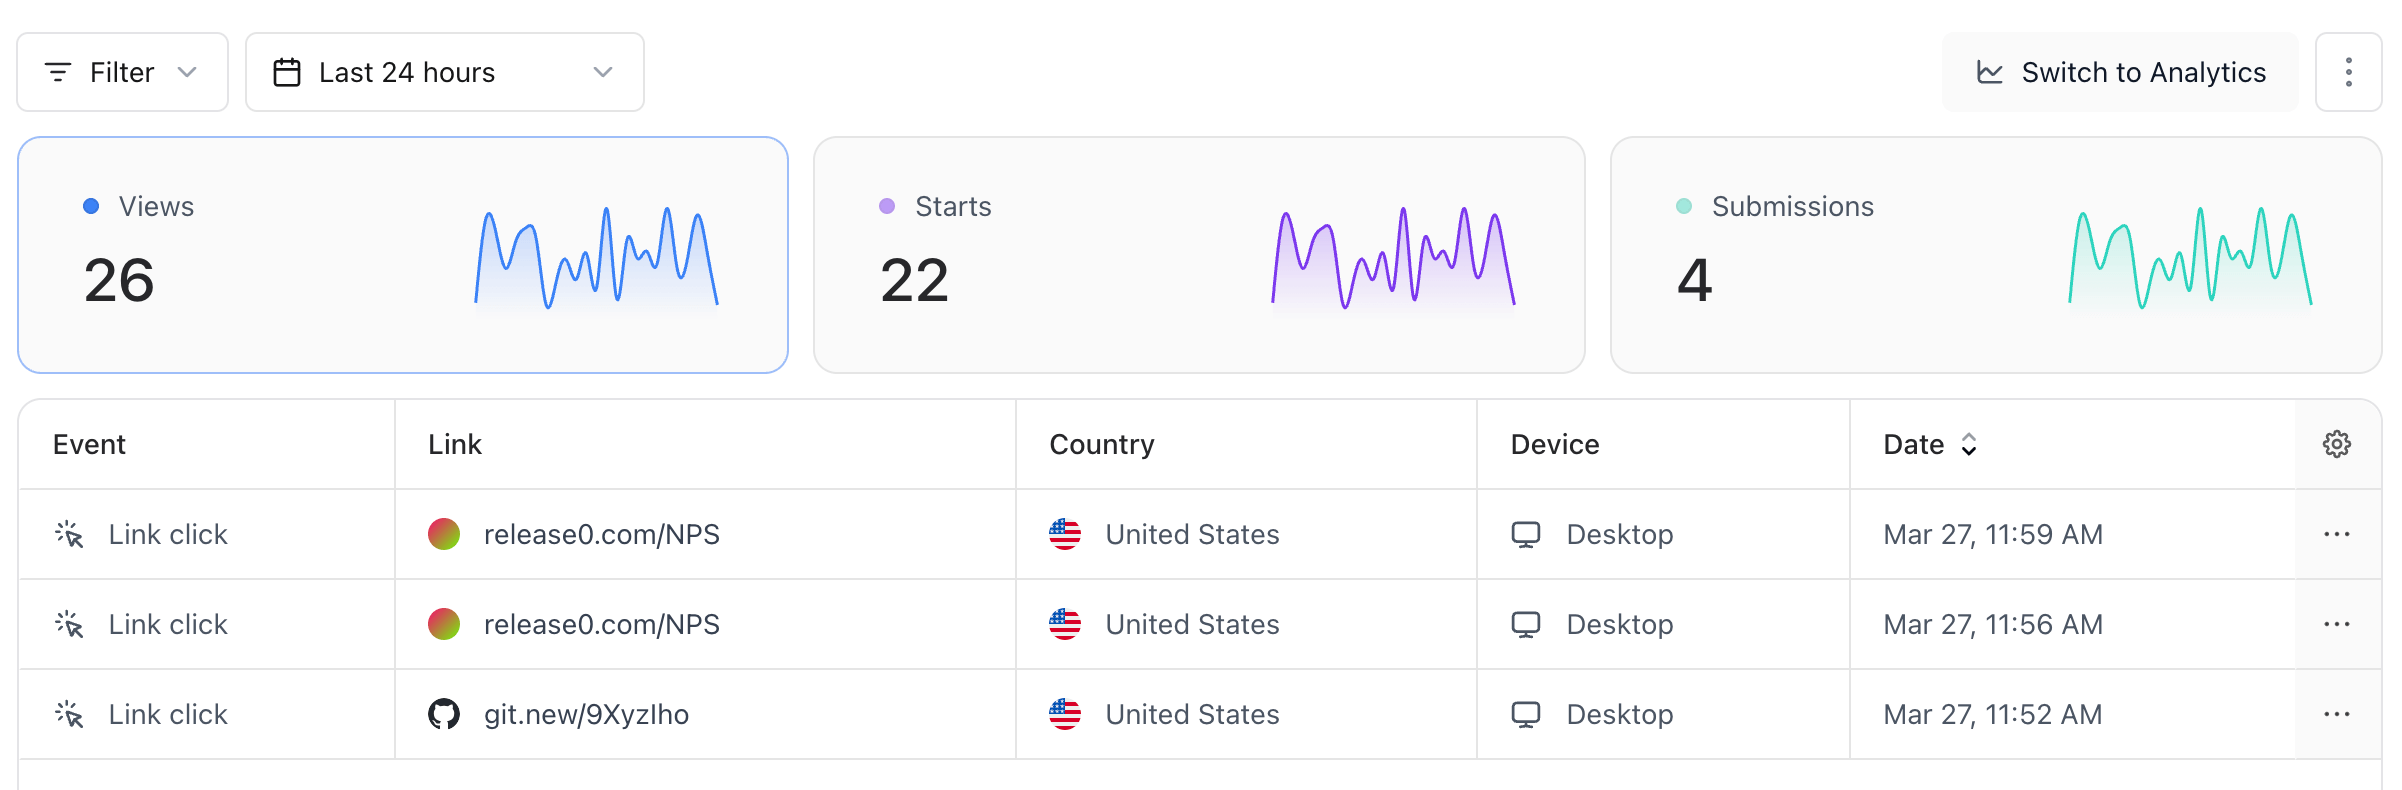 Filter
Last 24 hours
Switch to Analytics
Views
26
Starts
22
Submissions
4
Event Link Country Device Date
Link click release0.com/NPS United States Desktop Mar 27, 11:59 AM
Link click release0.com/NPS United States Desktop Mar 27, 11:56 AM
Link click git.new/9XyzIho United States Desktop Mar 27, 11:52 AM